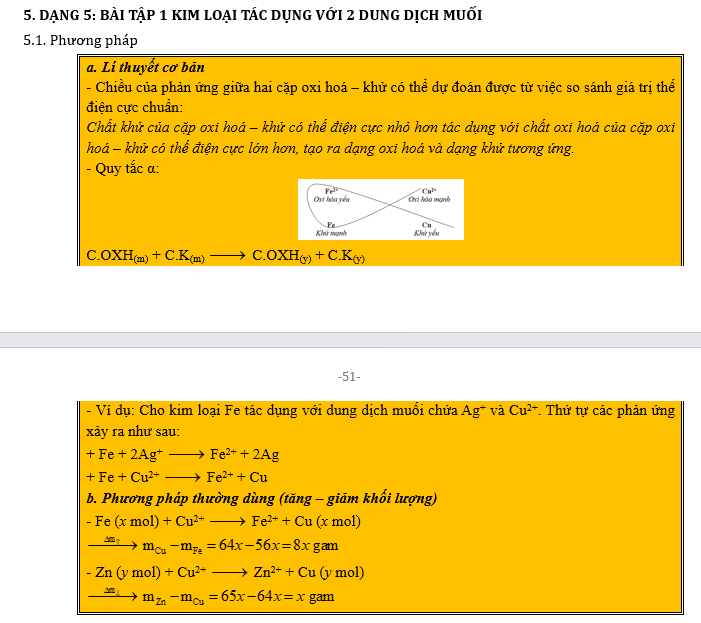 5. DẠNG 5: BÀI TẬP 1 KIM LOẠI TÁC DỤNG VỚI 2 DUNG DỊCH MUỐI
5.1. Phương pháp
a. Lí thuyết cơ bản
- Chiều của phản ứng giữa hai cặp oxi hoá – khử có thể dự đoán được từ việc so sánh giá trị thế
điện cực chuẩn:
Chất khử của cặp oxi hoá – khử có thế điện cực nhỏ hơn tác dụng với chất oxi hoá của cặp oxi
hoá – khử có thế điện cực lớn hơn, tạo ra dạng oxi hoá và dạng khử tương ứng.
- Quy tắc α:
Fe²⁺ Cu²⁺
Oxi hóa yếu Oxi hóa mạnh
Fe Cu
Khử mạnh Khử yếu
C.OXH₍ₘ₎ + C.K₍ₘ₎ ⟶ C.OXH₍y₎ + C.K₍y₎
-51-
- Ví dụ: Cho kim loại Fe tác dụng với dung dịch muối chứa Ag⁺ và Cu²⁺. Thứ tự các phản ứng
xảy ra như sau:
+ Fe + 2Ag⁺ ⟶ Fe²⁺ + 2Ag
+ Fe + Cu²⁺ ⟶ Fe²⁺ + Cu
b. Phương pháp thường dùng (tăng – giảm khối lượng)
- Fe (x mol) + Cu²⁺ ⟶ Fe²⁺ + Cu (x mol)
Δm↑ ⟶ m_Cu − m_Fe = 64x − 56x = 8x gam
- Zn (y mol) + Cu²⁺ ⟶ Zn²⁺ + Cu (y mol)
Δm↓ ⟶ m_Zn − m_Cu = 65x − 64x = x gam